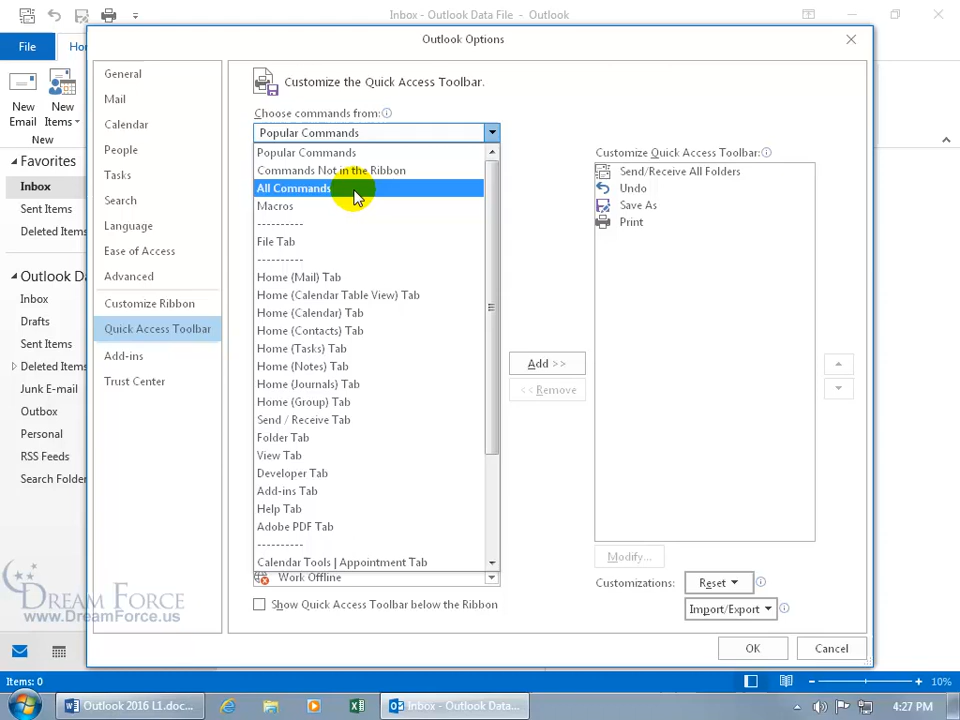 Inbox - Outlook Data File - Outlook
Outlook Options
File
Ho
New Email
New Items
New
Favorites
Inbox
Sent Items
Deleted Items
Outlook Da
Inbox
Drafts
Sent Items
Deleted Items
Junk E-mail
Outbox
Personal
RSS Feeds
Search Folder
General
Mail
Calendar
People
Tasks
Search
Language
Ease of Access
Advanced
Customize Ribbon
Quick Access Toolbar
Add-ins
Trust Center
Customize the Quick Access Toolbar.
Choose commands from:
Popular Commands
Popular Commands
Commands Not in the Ribbon
All Commands
Macros
----------
File Tab
----------
Home (Mail) Tab
Home (Calendar Table View) Tab
Home (Calendar) Tab
Home (Contacts) Tab
Home (Tasks) Tab
Home (Notes) Tab
Home (Journals) Tab
Home (Group) Tab
Send / Receive Tab
Folder Tab
View Tab
Developer Tab
Add-ins Tab
Help Tab
Adobe PDF Tab
----------
Calendar Tools | Appointment Tab
Work Offline
Show Quick Access Toolbar below the Ribbon
Add >>
<< Remove
Customize Quick Access Toolbar:
Send/Receive All Folders
Undo
Save As
Print
Modify...
Customizations:
Reset
Import/Export
OK
Cancel
DREAM FORCE
www.DreamForce.us
Items: 0
10%
Outlook 2016 L1.doc...
Inbox - Outlook Data...
4:27 PM